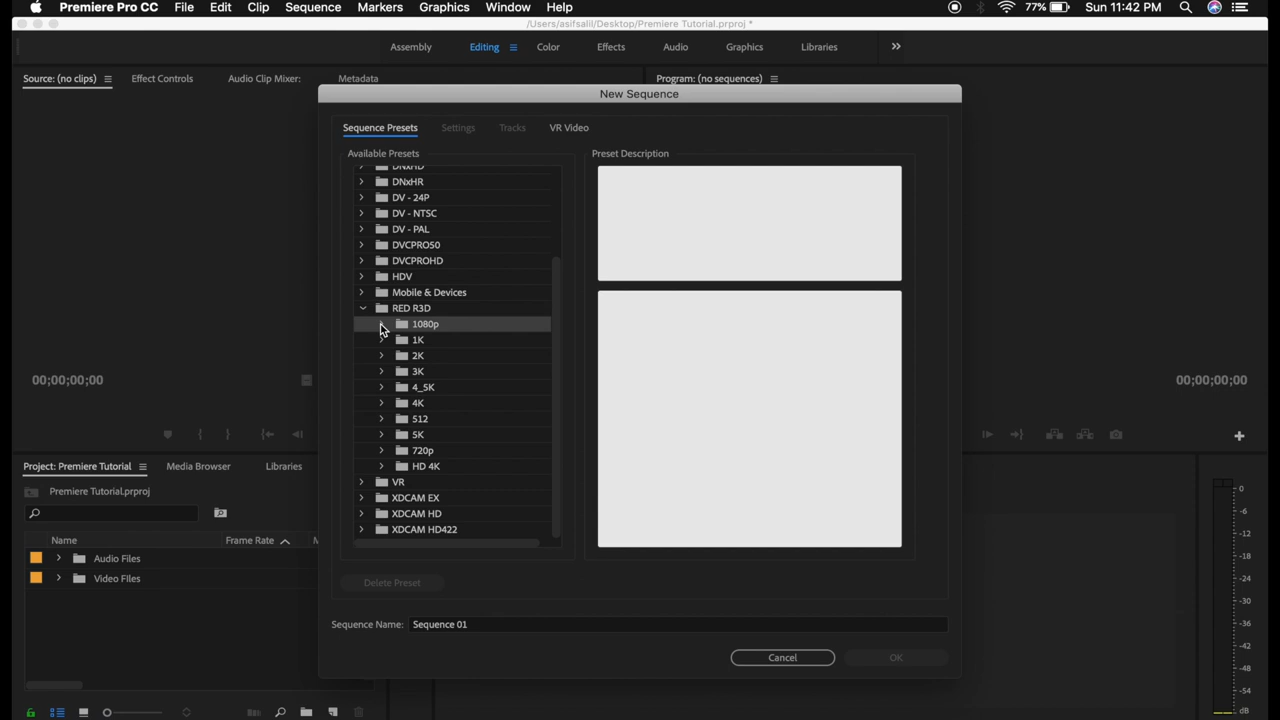 Premiere Pro CC File Edit Clip Sequence Markers Graphics Window Help 77% Sun 11:42 PM
/Users/asifsalil/Desktop/Premiere Tutorial.prproj *
Assembly Editing Color Effects Audio Graphics Libraries
Source: (no clips) Effect Controls Audio Clip Mixer: Metadata Program: (no sequences)
New Sequence
Sequence Presets Settings Tracks VR Video
Available Presets Preset Description
DNxHD
DNxHR
DV - 24P
DV - NTSC
DV - PAL
DVCPRO50
DVCPROHD
HDV
Mobile & Devices
RED R3D
1080p
1K
2K
3K
4_5K
4K
512
5K
720p
HD 4K
VR
XDCAM EX
XDCAM HD
XDCAM HD422
00;00;00;00 00;00;00;00
Delete Preset
Sequence Name: Sequence 01
Cancel OK
Project: Premiere Tutorial Media Browser Libraries
Premiere Tutorial.prproj
Name Frame Rate M
Audio Files
Video FIles
0
-6
-12
-18
-24
-30
-36
-42
-48
-54
dB